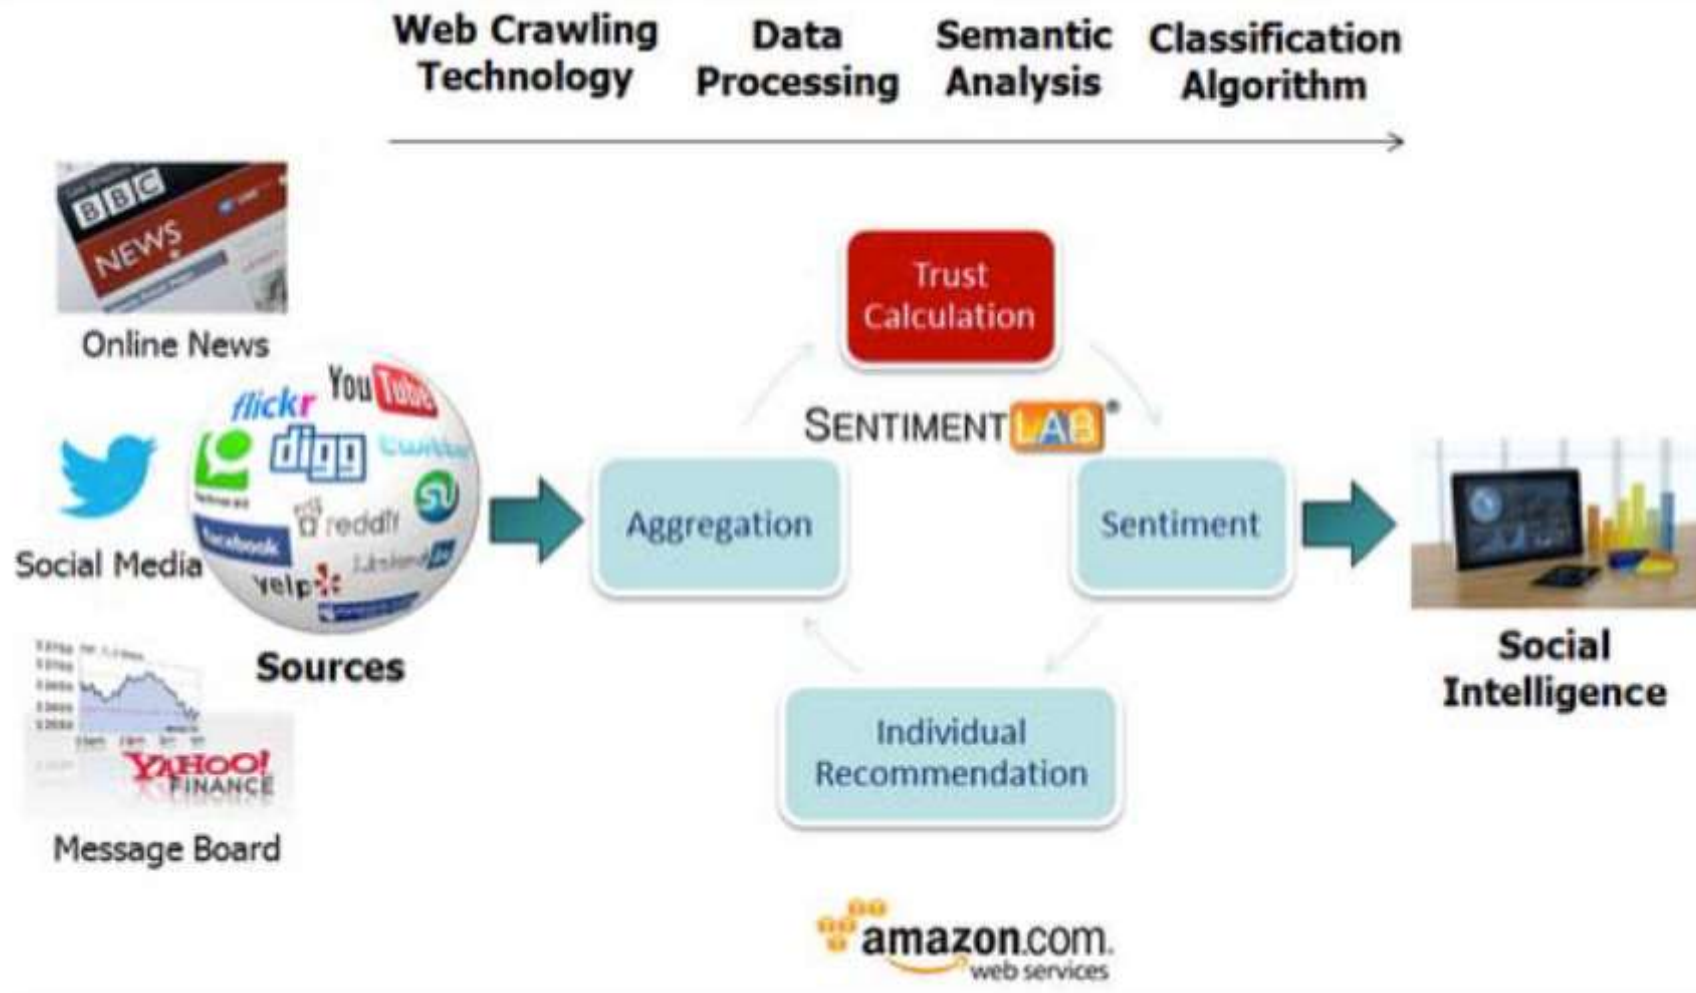 Web Crawling
Technology
Data
Processing
Semantic
Analysis
Classification
Algorithm
BBC
NEWS
Online News
flickr
YouTube
digg
twitter
reddit
facebook
LinkedIn
yelp
Social Media
Sources
YAHOO!
FINANCE
Message Board
Trust
Calculation
SENTIMENTLAB®
Aggregation
Sentiment
Individual
Recommendation
Social
Intelligence
amazon.com.
web services